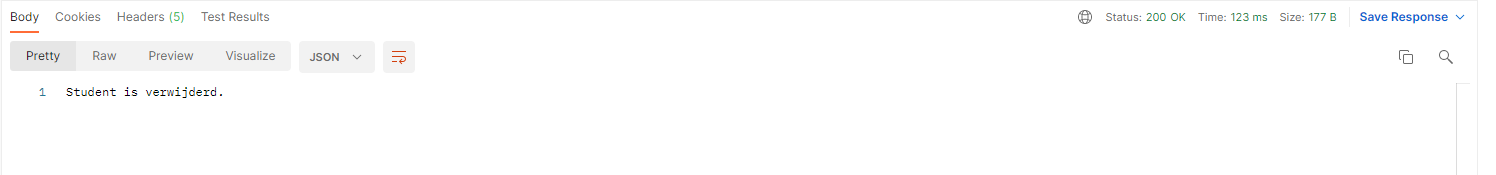 Body Cookies Headers (5) Test Results Status: 200 OK Time: 123 ms Size: 177 B Save Response
Pretty Raw Preview Visualize JSON
1 Student is verwijderd.